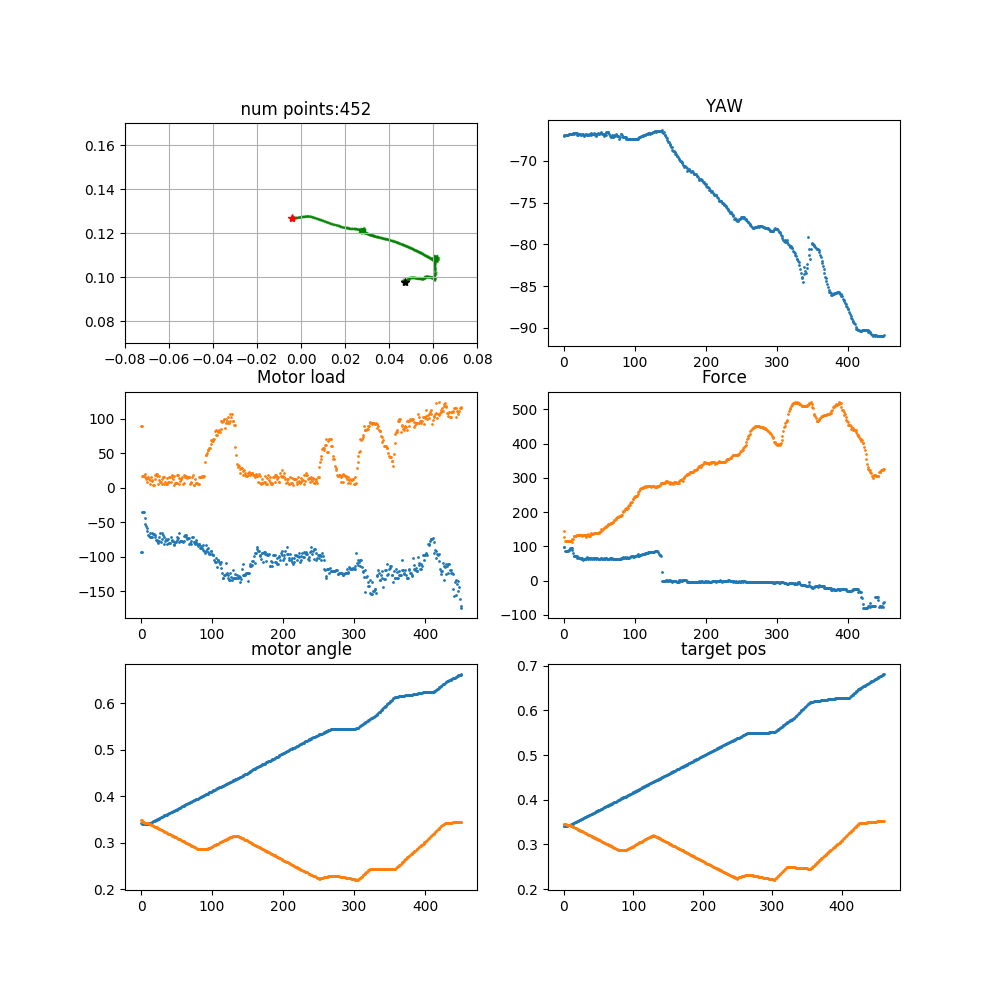 num points:452
0.16
0.14
0.12
0.10
0.08
−0.08 −0.06 −0.04 −0.02 0.00 0.02 0.04 0.06 0.08
YAW
−70
−75
−80
−85
−90
0 100 200 300 400
Motor load
100
50
0
−50
−100
−150
0 100 200 300 400
Force
500
400
300
200
100
0
−100
0 100 200 300 400
motor angle
0.6
0.5
0.4
0.3
0.2
0 100 200 300 400
target pos
0.7
0.6
0.5
0.4
0.3
0.2
0 100 200 300 400